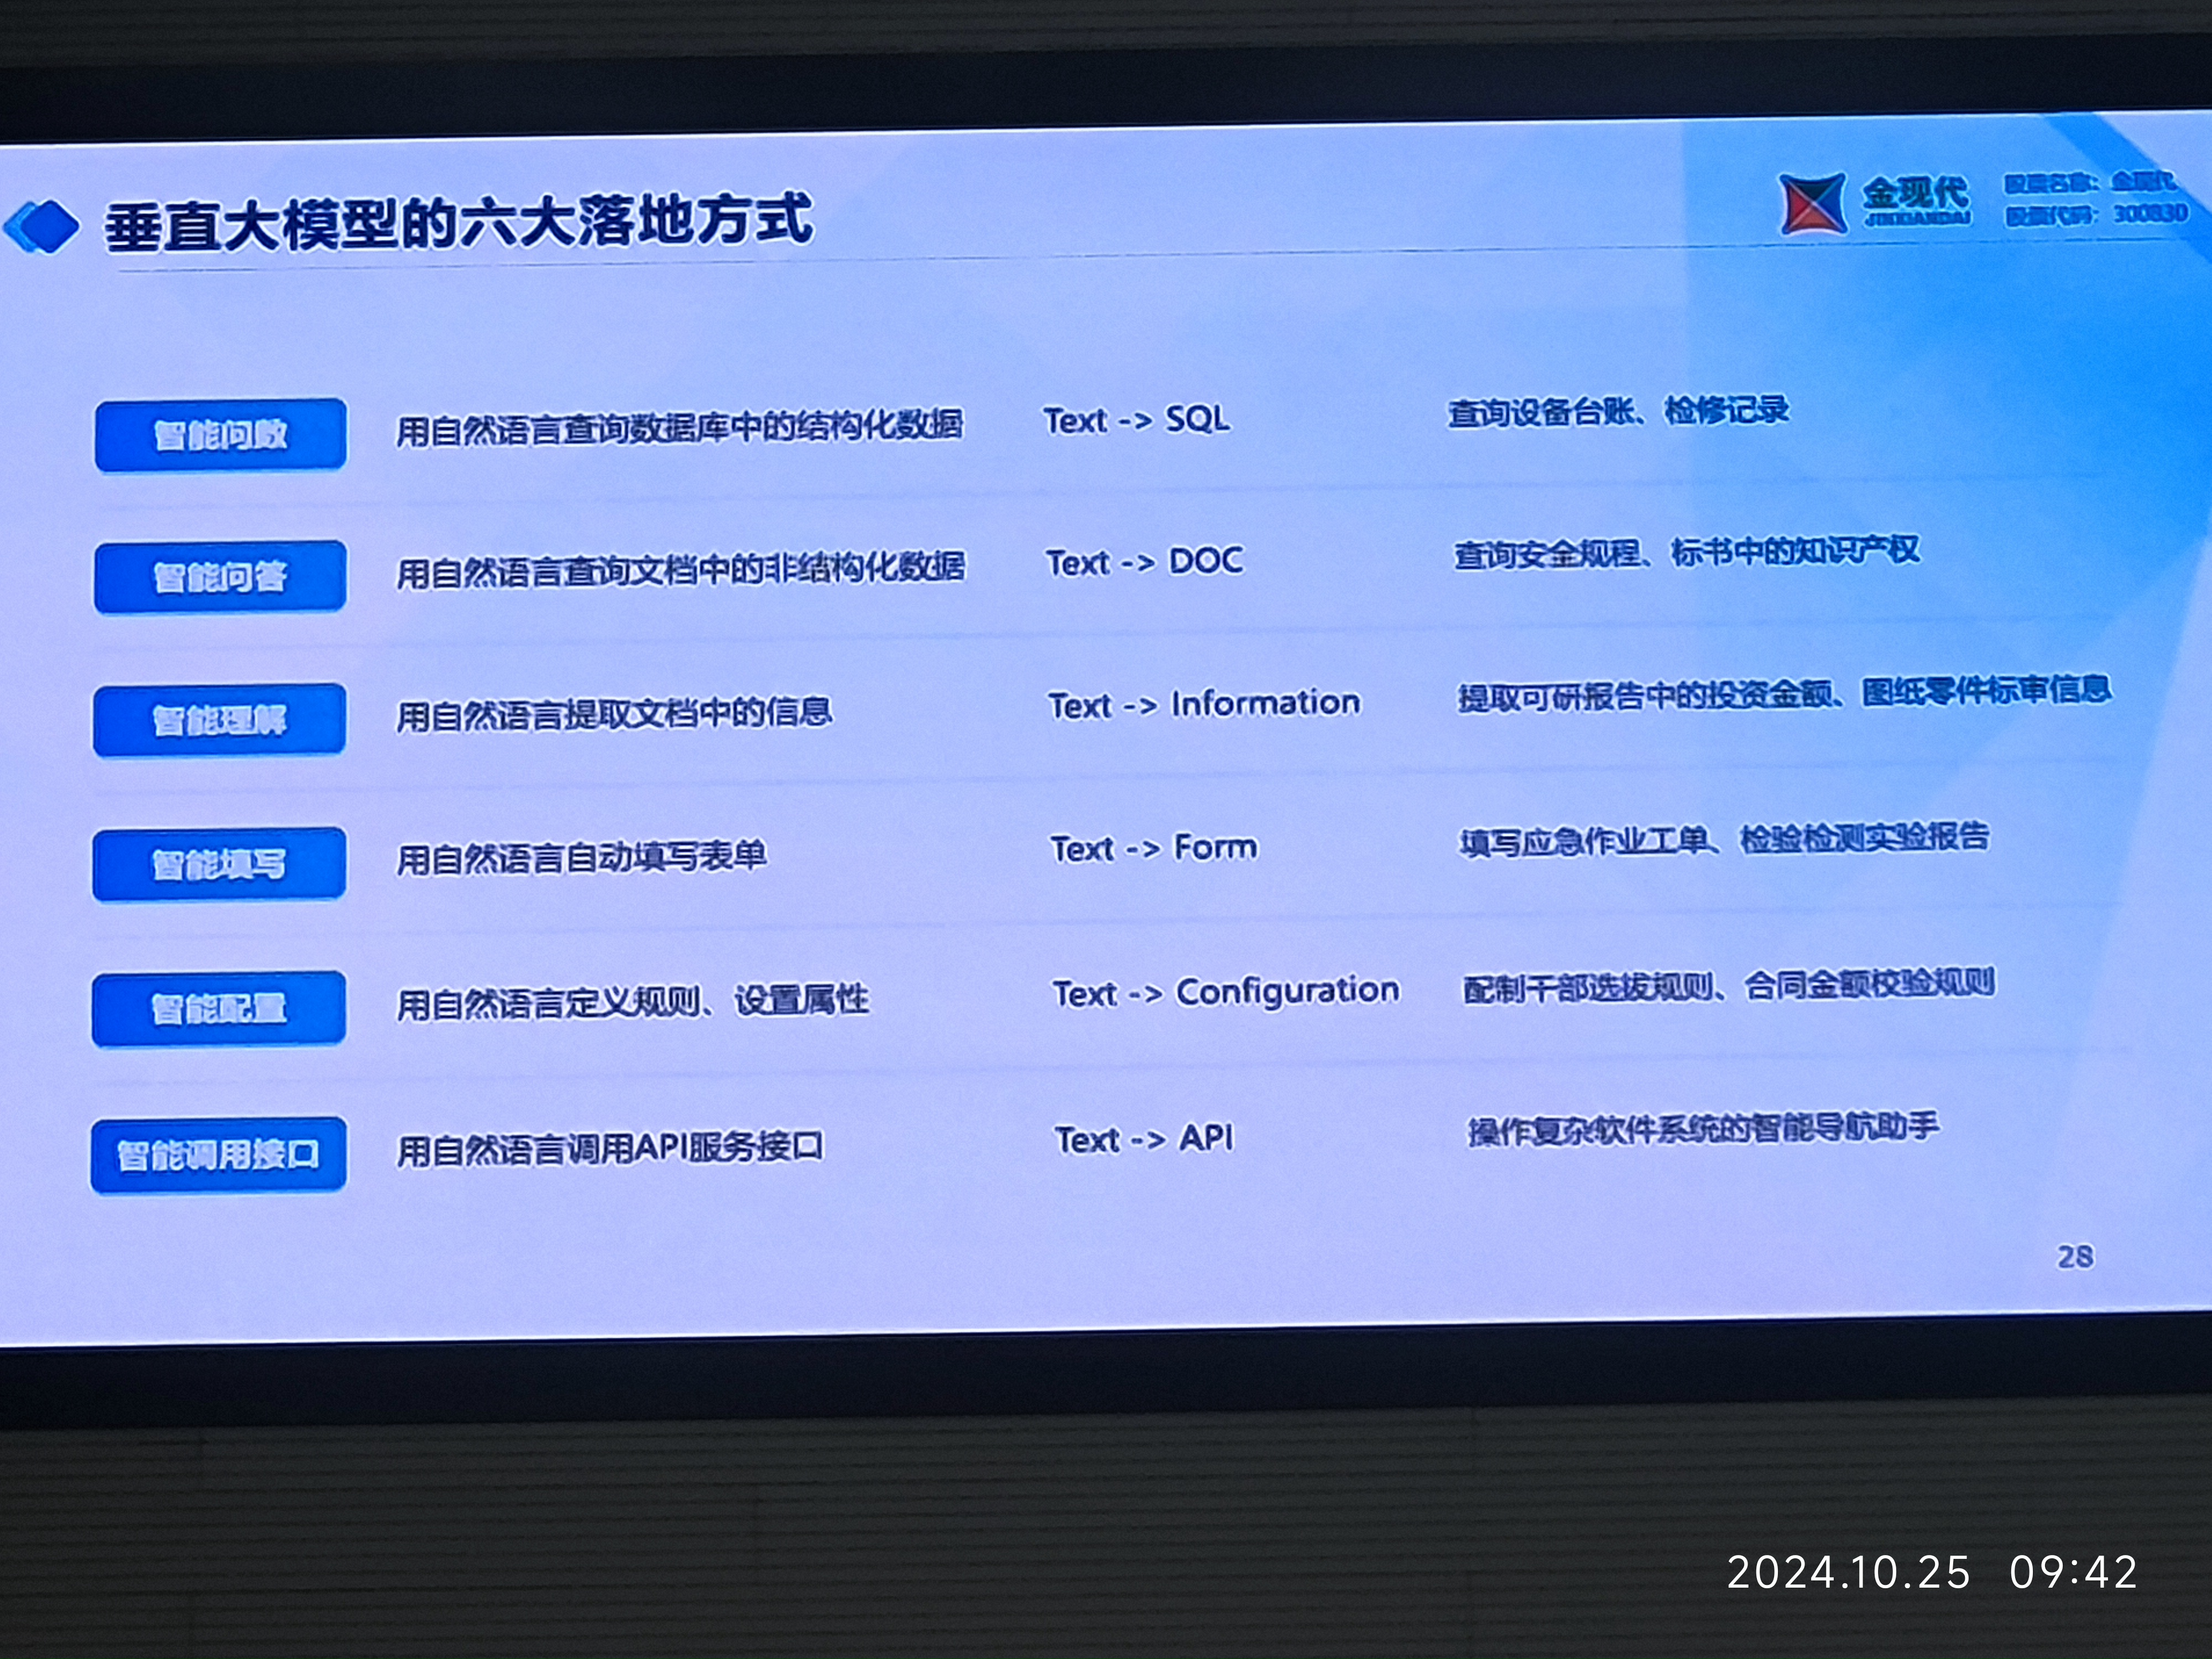 垂直大模型的六大落地方式
金现代
JINXIANDAI
股票名称：金现代
股票代码：300830
智能问数 用自然语言查询数据库中的结构化数据 Text -> SQL 查询设备台账、检修记录
智能问答 用自然语言查询文档中的非结构化数据 Text -> DOC 查询安全规程、标书中的知识产权
智能理解 用自然语言提取文档中的信息 Text -> Information 提取可研报告中的投资金额、图纸零件标审信息
智能填写 用自然语言自动填写表单 Text -> Form 填写应急作业工单、检验检测实验报告
智能配置 用自然语言定义规则、设置属性 Text -> Configuration 配制干部选拔规则、合同金额校验规则
智能调用接口 用自然语言调用API服务接口 Text -> API 操作复杂软件系统的智能导航助手
28
2024.10.25 09:42